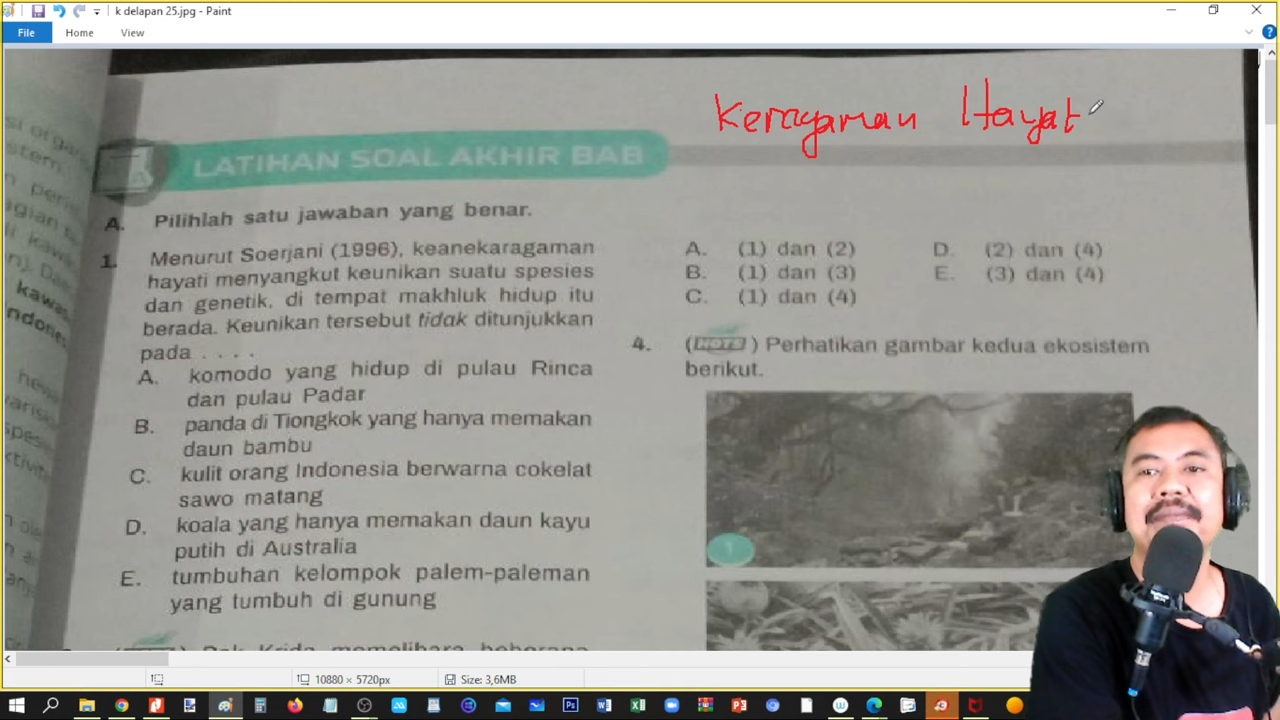 k delapan 25.jpg - Paint
File Home View
Keragaman Hayat
LATIHAN SOAL AKHIR BAB
A. Pilihlah satu jawaban yang benar.
1. Menurut Soerjani (1996), keanekaragaman
hayati menyangkut keunikan suatu spesies
dan genetik, di tempat makhluk hidup itu
berada. Keunikan tersebut tidak ditunjukkan
pada . . . .
A. komodo yang hidup di pulau Rinca
dan pulau Padar
B. panda di Tiongkok yang hanya memakan
daun bambu
C. kulit orang Indonesia berwarna cokelat
sawo matang
D. koala yang hanya memakan daun kayu
putih di Australia
E. tumbuhan kelompok palem-paleman
yang tumbuh di gunung
A. (1) dan (2) D. (2) dan (4)
B. (1) dan (3) E. (3) dan (4)
C. (1) dan (4)
4. (HOTS) Perhatikan gambar kedua ekosistem
berikut.
1
10880 × 5720px Size: 3,6MB